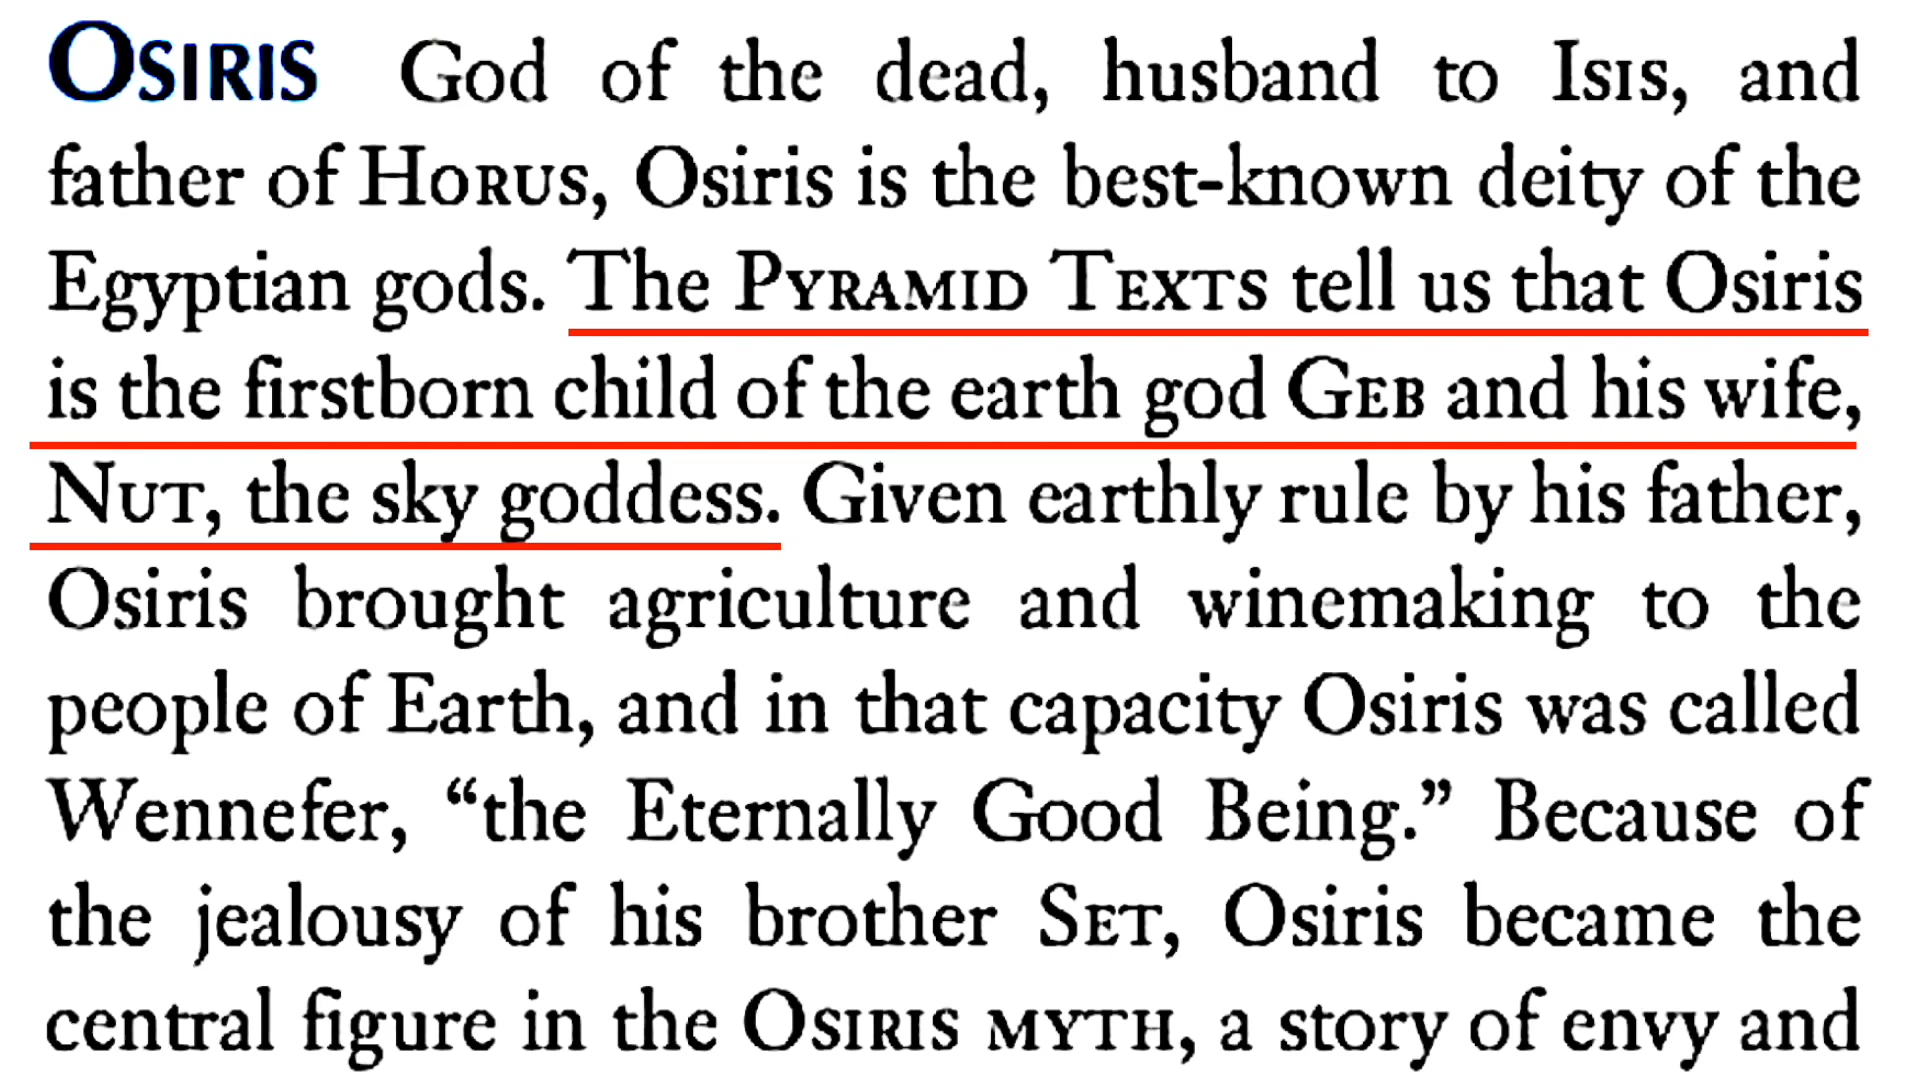 OSIRIS God of the dead, husband to ISIS, and
father of HORUS, Osiris is the best-known deity of the
Egyptian gods. The PYRAMID TEXTS tell us that Osiris
is the firstborn child of the earth god GEB and his wife,
NUT, the sky goddess. Given earthly rule by his father,
Osiris brought agriculture and winemaking to the
people of Earth, and in that capacity Osiris was called
Wennefer, “the Eternally Good Being.” Because of
the jealousy of his brother SET, Osiris became the
central figure in the OSIRIS MYTH, a story of envy and